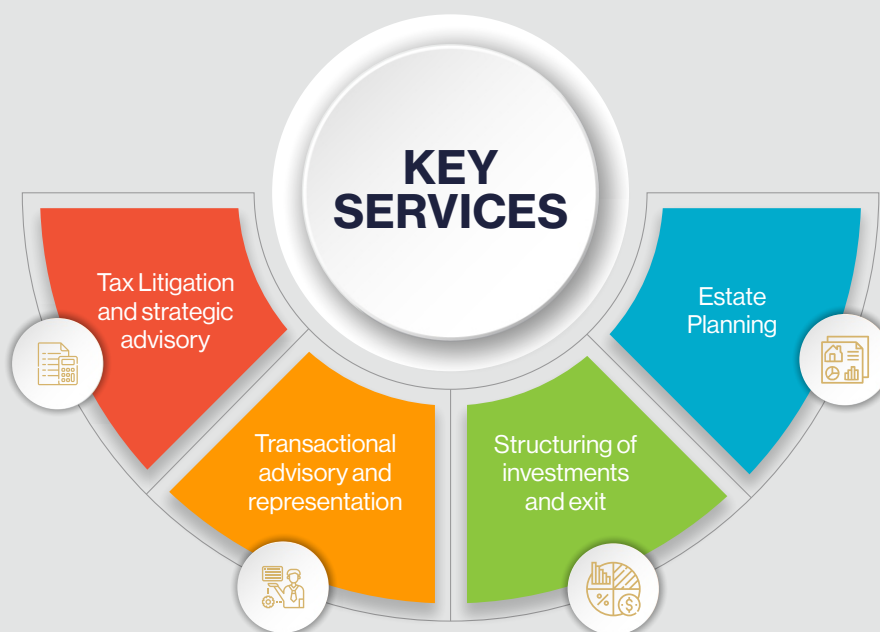 KEY
SERVICES
Tax Litigation
and strategic
advisory
Transactional
advisory and
representation
Structuring of
investments
and exit
Estate
Planning